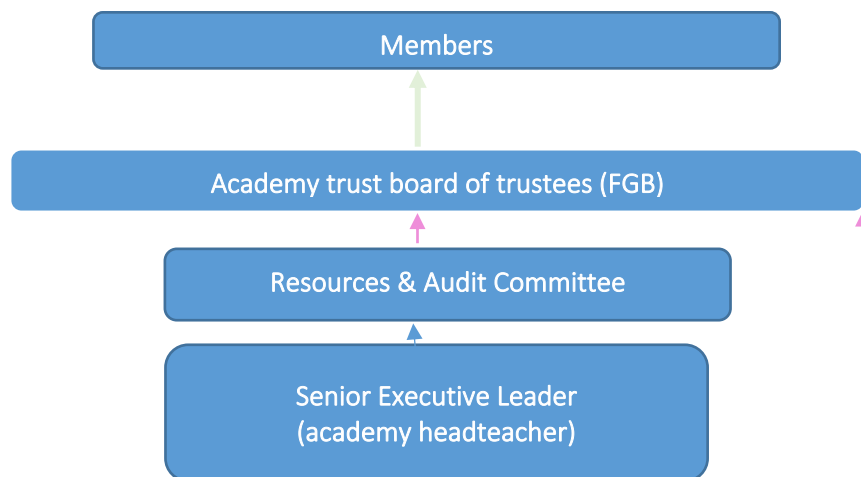 Members
Academy trust board of trustees (FGB)
Resources & Audit Committee
Senior Executive Leader
(academy headteacher)